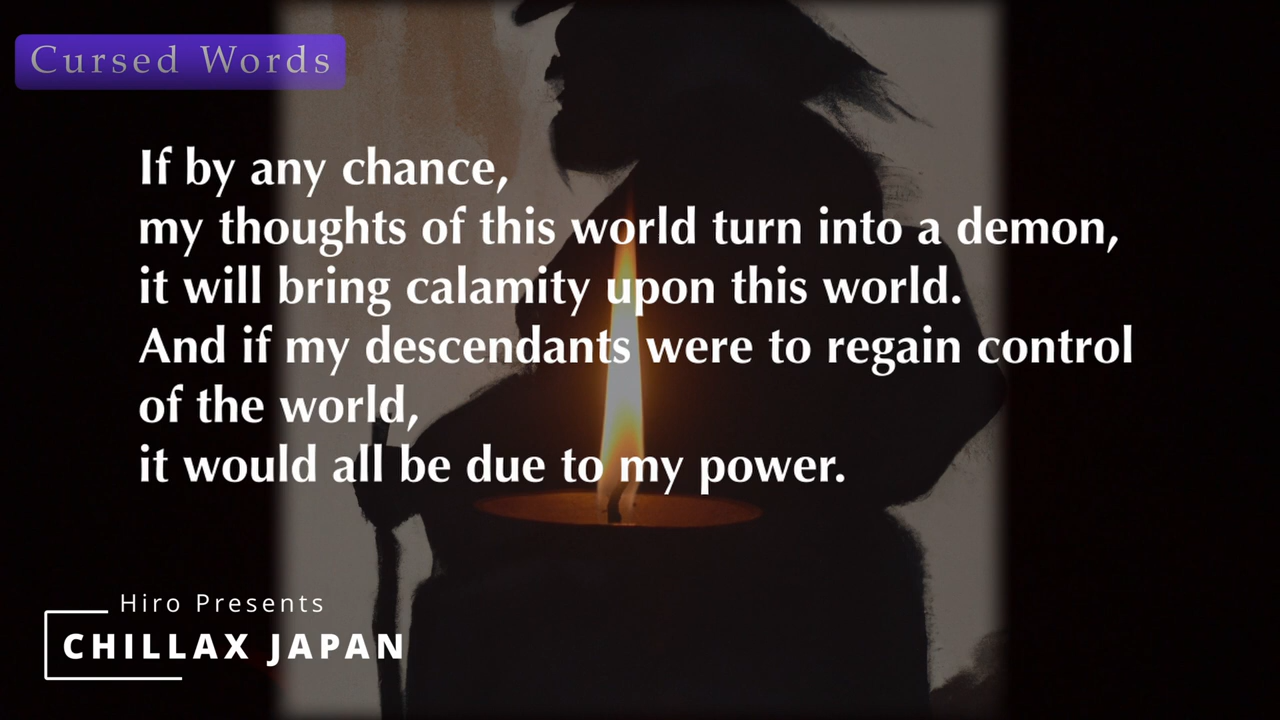 Cursed Words
If by any chance,
my thoughts of this world turn into a demon,
it will bring calamity upon this world.
And if my descendants were to regain control
of the world,
it would all be due to my power.
Hiro Presents
CHILLAX JAPAN